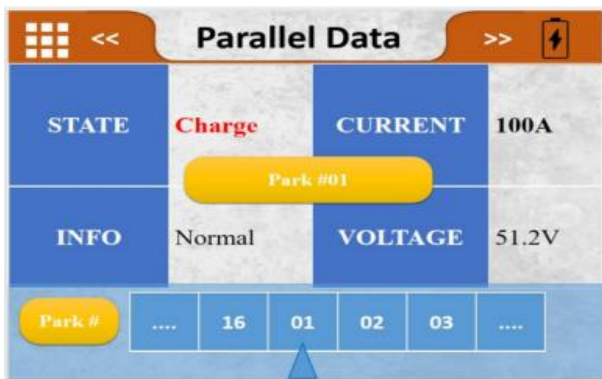 << Parallel Data >>
STATE Charge CURRENT 100A
Park #01
INFO Normal VOLTAGE 51.2V
Park # .... 16 01 02 03 ....